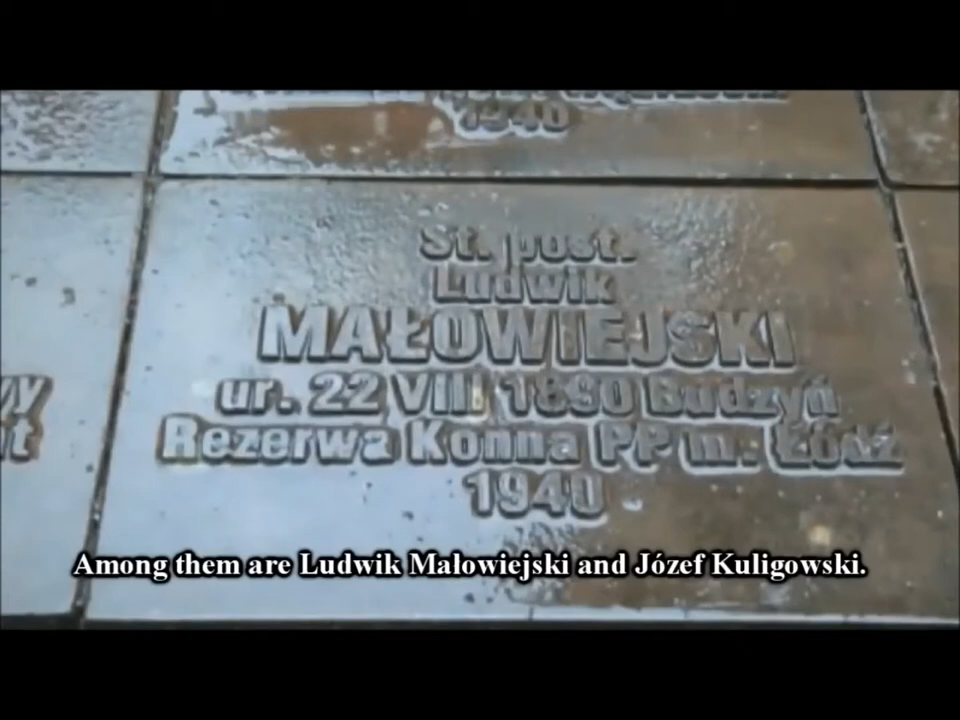 1940
St. post.
Ludwik
MAŁOWIEJSKI
ur. 22 VIII 1890 Budzyń
Rezerwa Konna PP m. Łódź
1940
Among them are Ludwik Małowiejski and Józef Kuligowski.